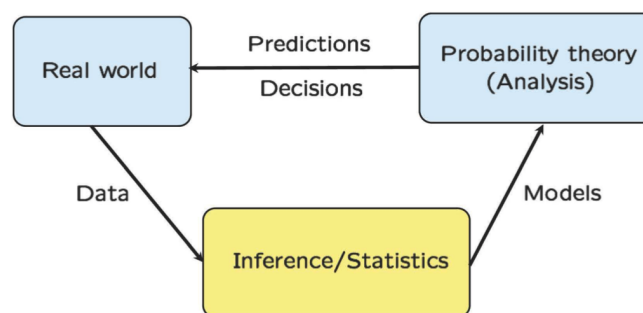 Predictions
Real world
Probability theory
(Analysis)
Decisions
Data
Models
Inference/Statistics